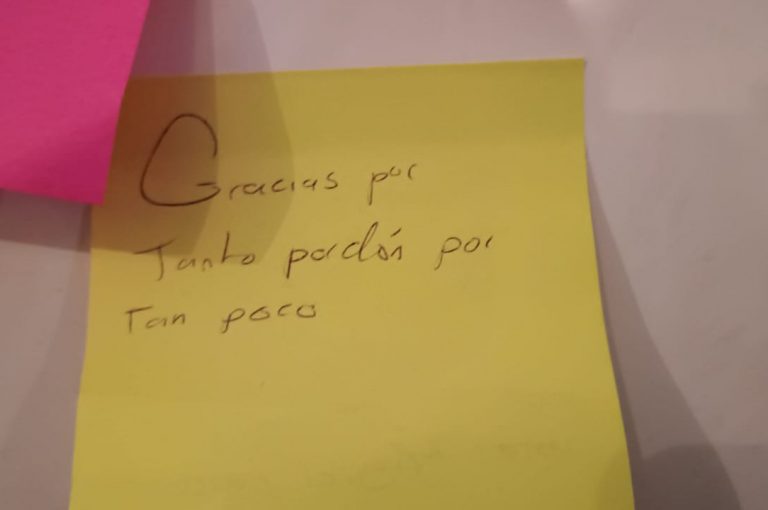 Gracias por
Tanto perdón por
Tan poco